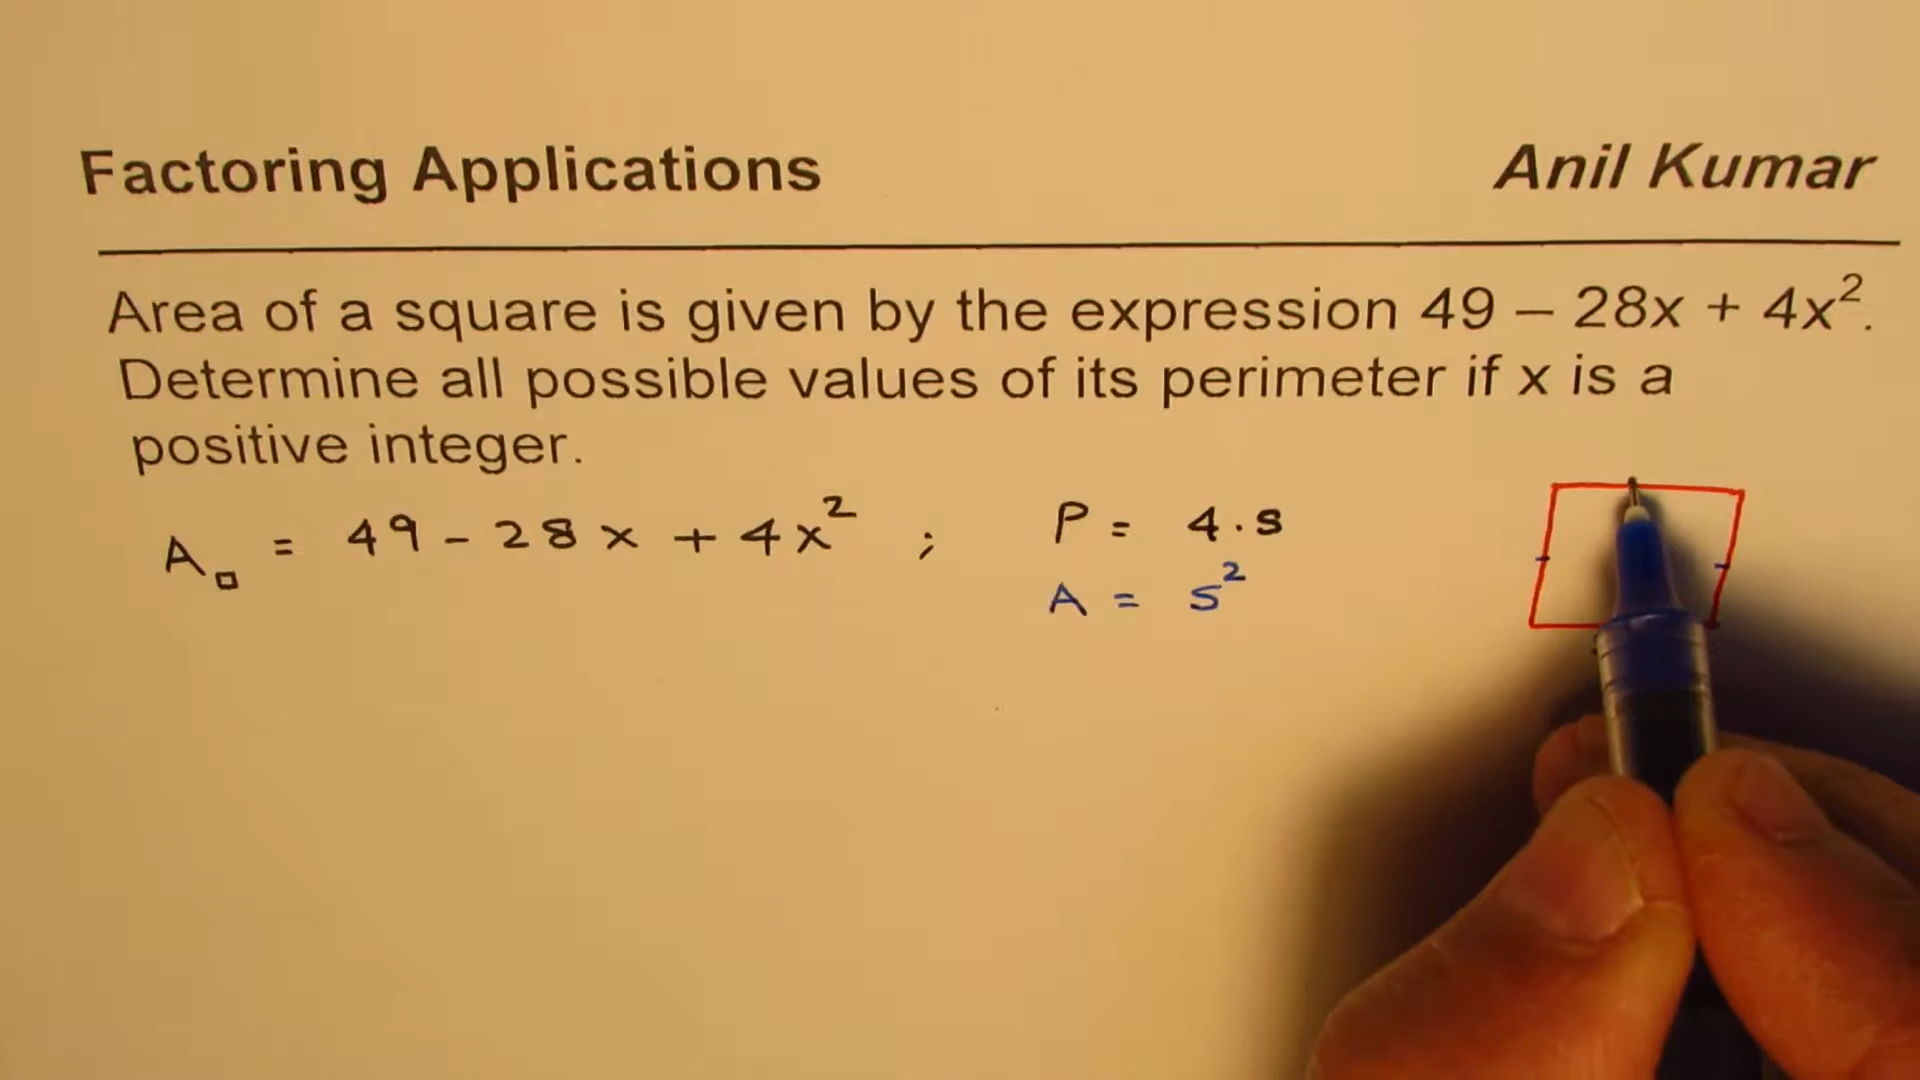 Factoring Applications Anil Kumar
Area of a square is given by the expression 49 – 28x + 4x².
Determine all possible values of its perimeter if x is a
positive integer.
A□ = 49 - 28x + 4x² ; P = 4.s
A = s²